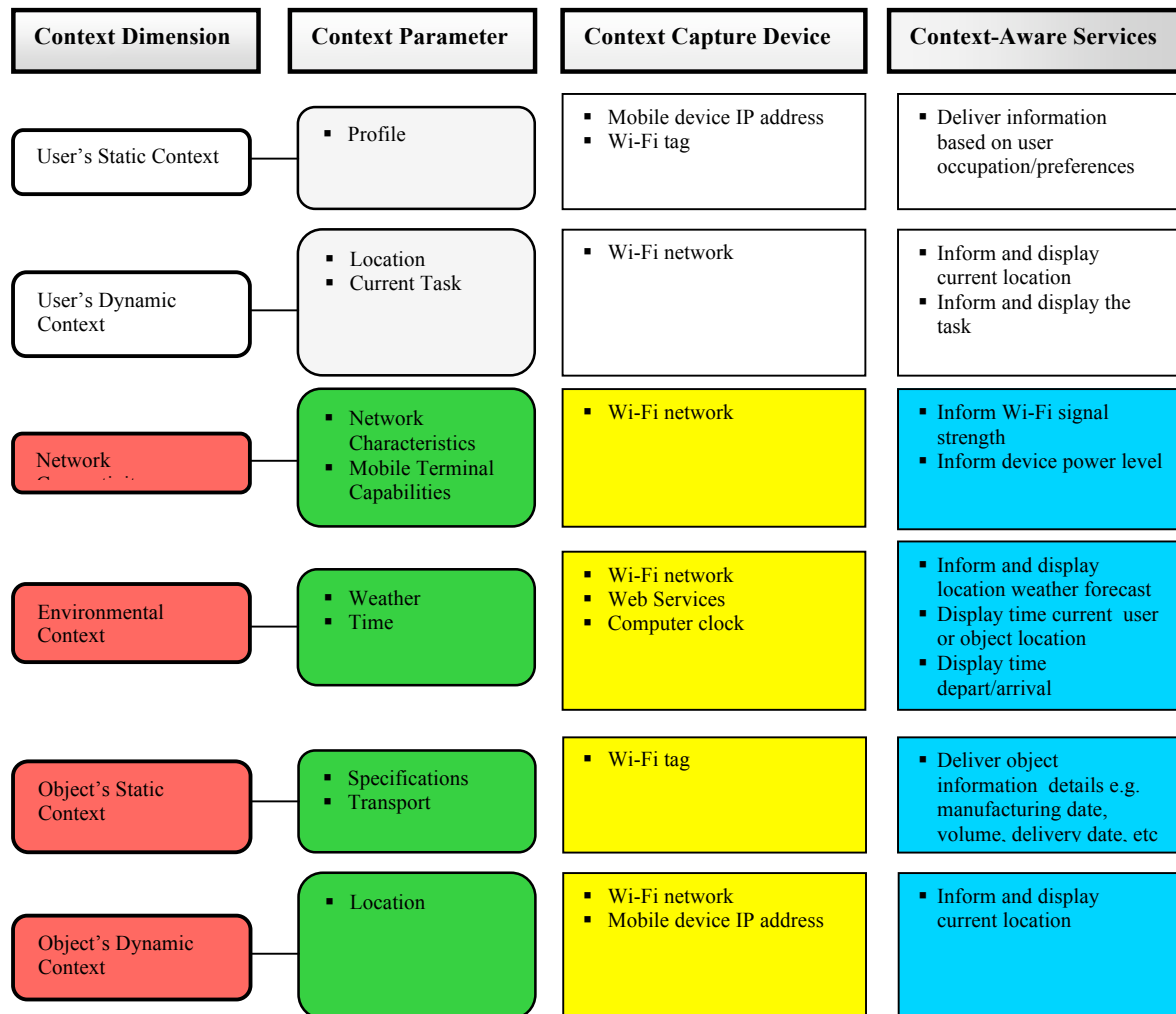 Context Dimension
Context Parameter
Context Capture Device
Context-Aware Services
User’s Static Context
▪ Profile
▪ Mobile device IP address
▪ Wi-Fi tag
▪ Deliver information
based on user
occupation/preferences
User’s Dynamic
Context
▪ Location
▪ Current Task
▪ Wi-Fi network
▪ Inform and display
current location
▪ Inform and display the
task
Network
▪ Network
Characteristics
▪ Mobile Terminal
Capabilities
▪ Wi-Fi network
▪ Inform Wi-Fi signal
strength
▪ Inform device power level
Environmental
Context
▪ Weather
▪ Time
▪ Wi-Fi network
▪ Web Services
▪ Computer clock
▪ Inform and display
location weather forecast
▪ Display time current user
or object location
▪ Display time
depart/arrival
Object’s Static
Context
▪ Specifications
▪ Transport
▪ Wi-Fi tag
▪ Deliver object
information details e.g.
manufacturing date,
volume, delivery date, etc
Object’s Dynamic
Context
▪ Location
▪ Wi-Fi network
▪ Mobile device IP address
▪ Inform and display
current location